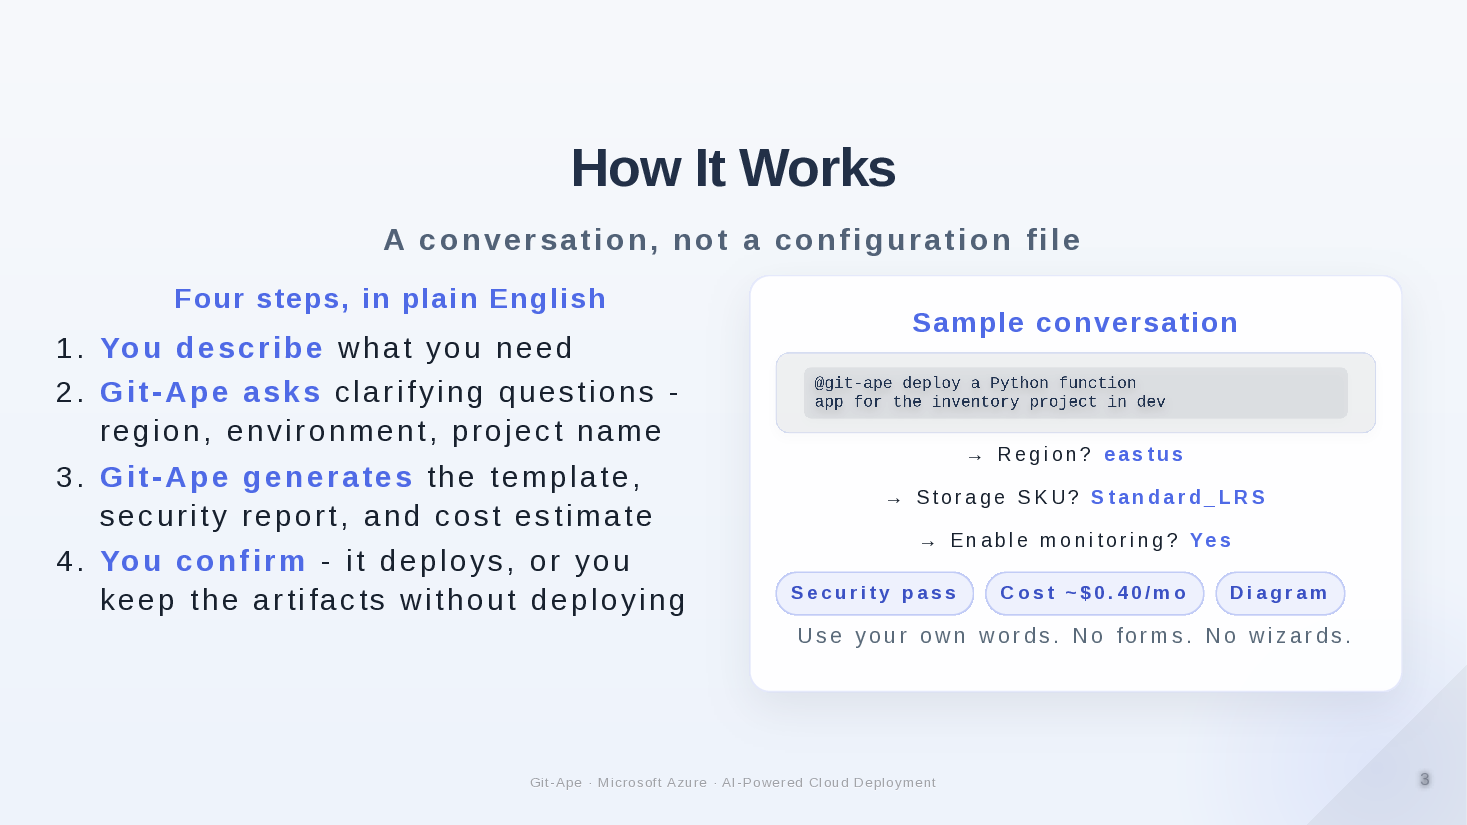 How It Works
A conversation, not a configuration file
Four steps, in plain English
1. You describe what you need
2. Git-Ape asks clarifying questions -
region, environment, project name
3. Git-Ape generates the template,
security report, and cost estimate
4. You confirm - it deploys, or you
keep the artifacts without deploying
Sample conversation
@git-ape deploy a Python function
app for the inventory project in dev
→ Region? eastus
→ Storage SKU? Standard_LRS
→ Enable monitoring? Yes
Security pass Cost ~$0.40/mo Diagram
Use your own words. No forms. No wizards.
Git-Ape · Microsoft Azure · AI-Powered Cloud Deployment
3